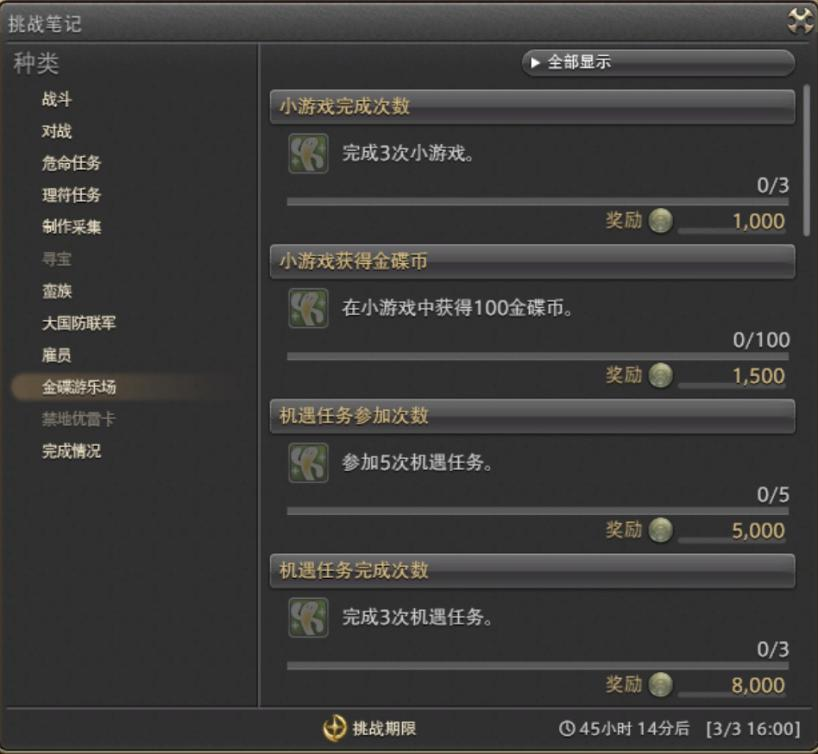 挑战笔记
种类
战斗
对战
危命任务
理符任务
制作采集
寻宝
蛮族
大国防联军
雇员
金碟游乐场
禁地优雷卡
完成情况
全部显示
小游戏完成次数
完成3次小游戏。
0/3
奖励 1,000
小游戏获得金碟币
在小游戏中获得100金碟币。
0/100
奖励 1,500
机遇任务参加次数
参加5次机遇任务。
0/5
奖励 5,000
机遇任务完成次数
完成3次机遇任务。
0/3
奖励 8,000
挑战期限 45小时 14分后 [3/3 16:00]